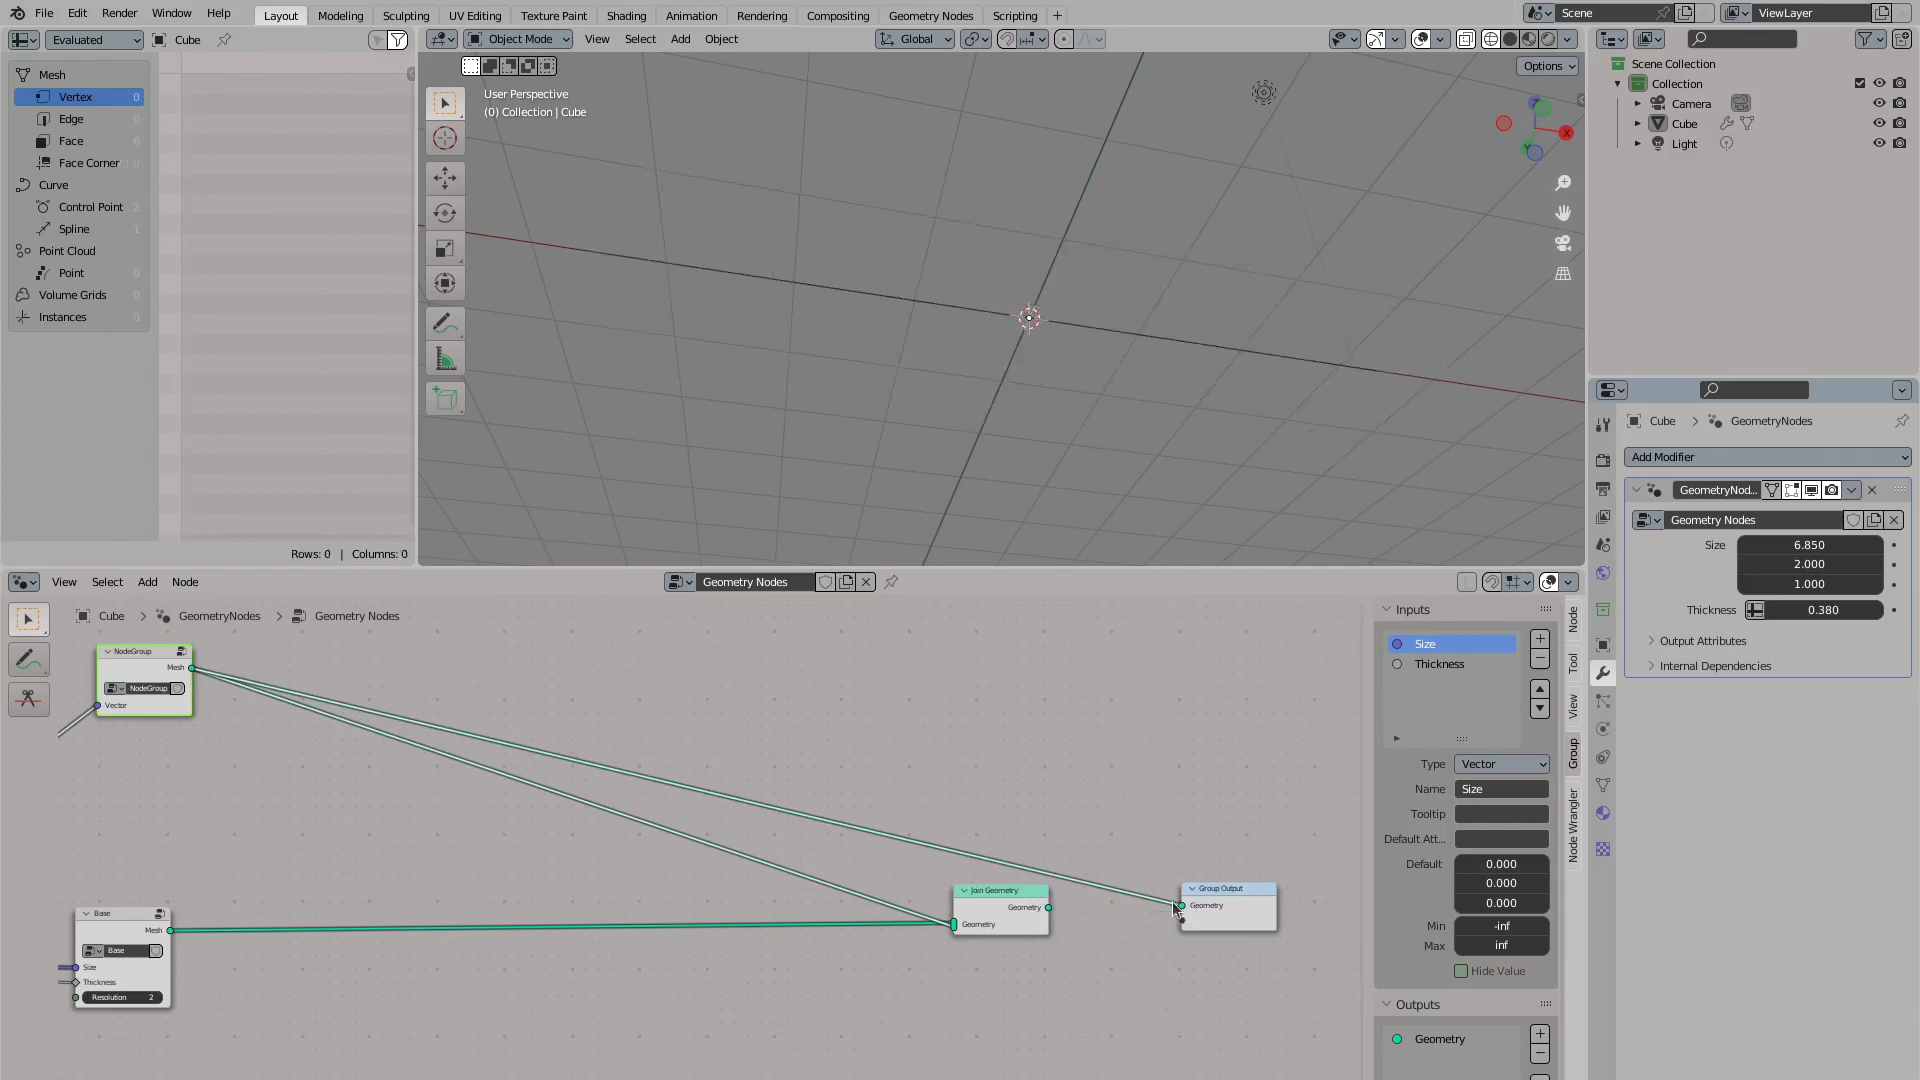 File Edit Render Window Help Layout Modeling Sculpting UV Editing Texture Paint Shading Animation Rendering Compositing Geometry Nodes Scripting + Scene ViewLayer
Evaluated Cube
Object Mode View Select Add Object Global
Mesh
Vertex 0
Edge 0
Face 6
Face Corner
Curve
Control Point 2
Spline 1
Point Cloud
Point 0
Volume Grids 0
Instances 0
Rows: 0 | Columns: 0
Options
User Perspective
(0) Collection | Cube
X
Scene Collection
Collection
Camera
Cube
Light
Cube > GeometryNodes
Add Modifier
GeometryNod...
Geometry Nodes
Size 6.850
2.000
1.000
Thickness 0.380
Output Attributes
Internal Dependencies
View Select Add Node Geometry Nodes
Cube > GeometryNodes > Geometry Nodes
NodeGroup
Mesh
NodeGroup
Vector
Base
Mesh
Base
Size
Thickness
Resolution 2
Join Geometry
Geometry
Geometry
Group Output
Geometry
Inputs
Size
Thickness
Type Vector
Name Size
Tooltip
Default Att...
Default 0.000
0.000
0.000
Min -inf
Max inf
Hide Value
Outputs
Geometry
Node
Tool
View
Group
Node Wrangler